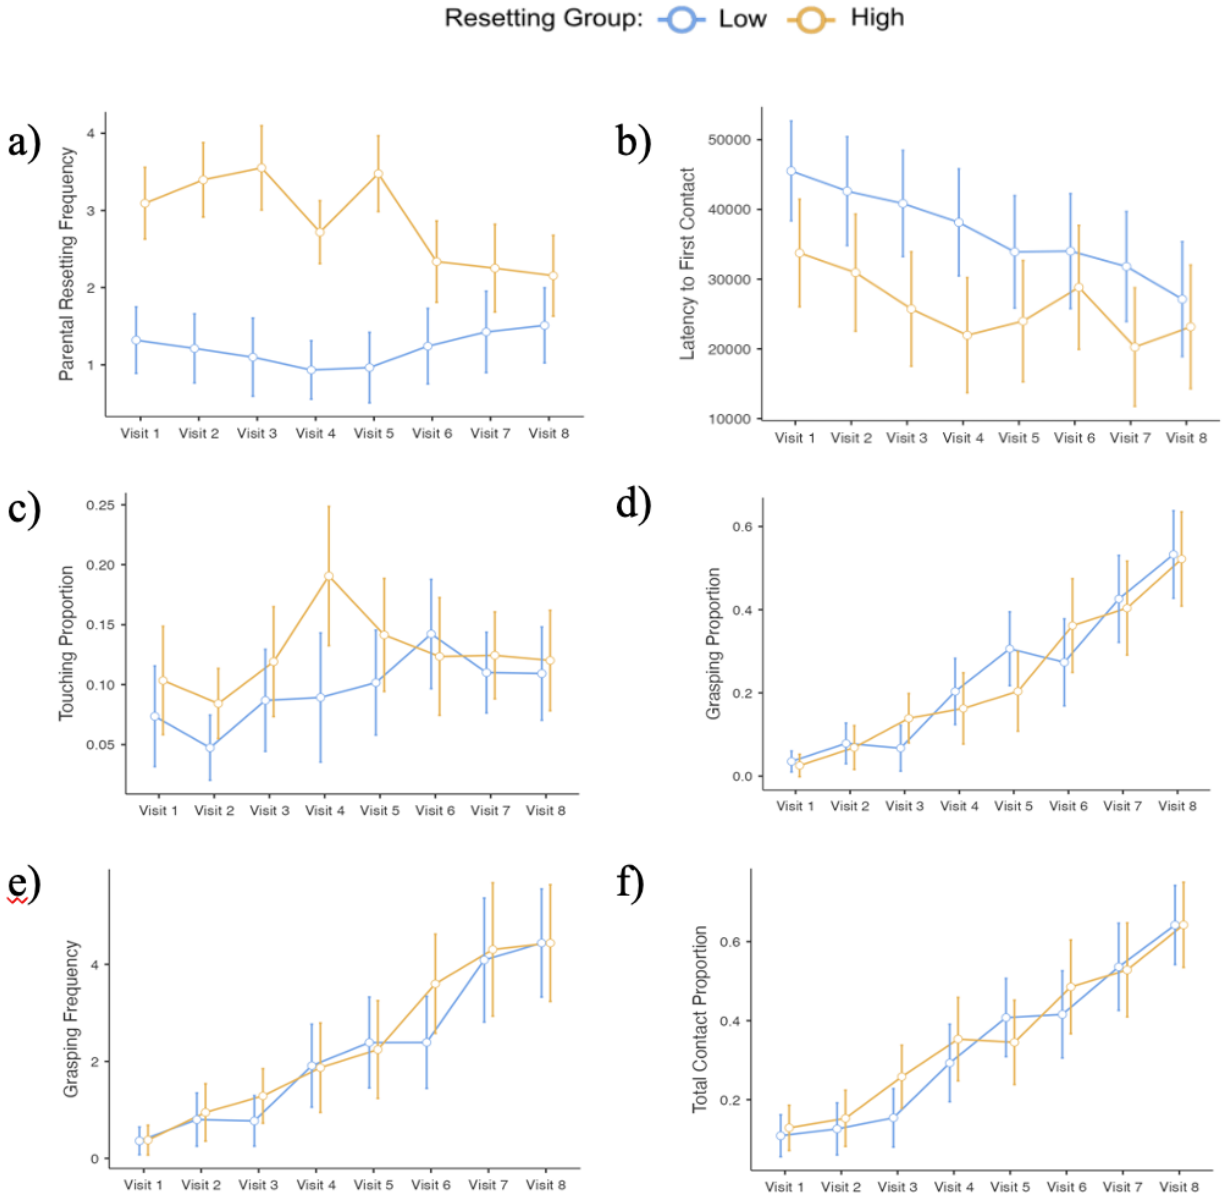 Resetting Group: Low High
a)
Parental Resetting Frequency
4
3
2
1
Visit 1 Visit 2 Visit 3 Visit 4 Visit 5 Visit 6 Visit 7 Visit 8
b)
Latency to First Contact
50000
40000
30000
20000
10000
Visit 1 Visit 2 Visit 3 Visit 4 Visit 5 Visit 6 Visit 7 Visit 8
c)
Touching Proportion
0.25
0.20
0.15
0.10
0.05
Visit 1 Visit 2 Visit 3 Visit 4 Visit 5 Visit 6 Visit 7 Visit 8
d)
Grasping Proportion
0.6
0.4
0.2
0.0
Visit 1 Visit 2 Visit 3 Visit 4 Visit 5 Visit 6 Visit 7 Visit 8
e)
Grasping Frequency
4
2
0
Visit 1 Visit 2 Visit 3 Visit 4 Visit 5 Visit 6 Visit 7 Visit 8
f)
Total Contact Proportion
0.6
0.4
0.2
Visit 1 Visit 2 Visit 3 Visit 4 Visit 5 Visit 6 Visit 7 Visit 8